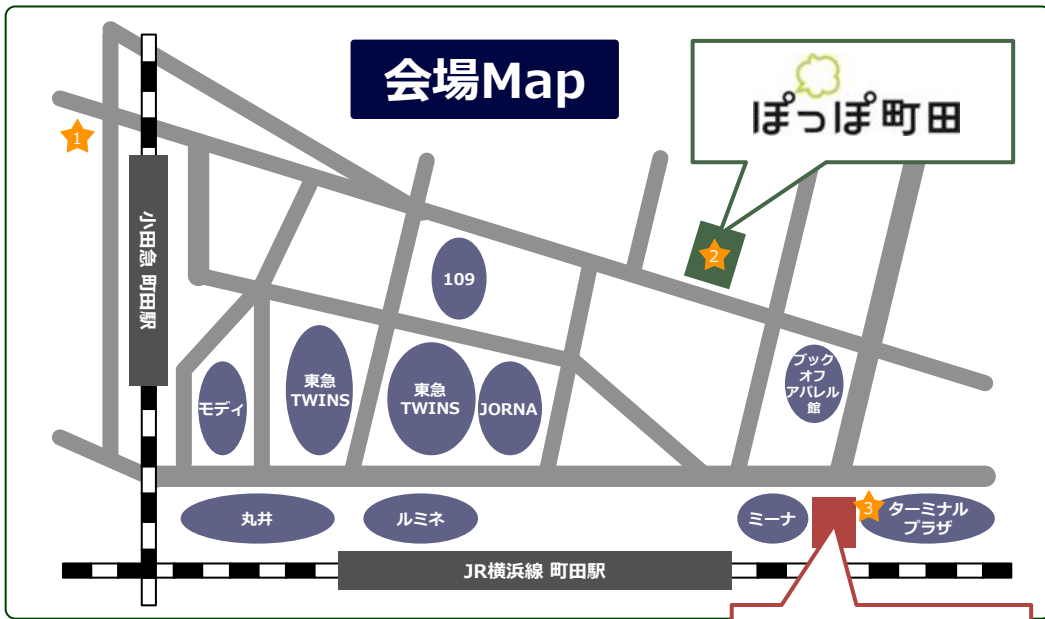 会場Map
ぽっぽ町田
1
2
小田急 町田駅
109
ブック
オフ
アパレル
館
東急
TWINS
東急
TWINS
モディ
JORNA
丸井
ルミネ
ミーナ
3
ターミナル
プラザ
JR横浜線 町田駅